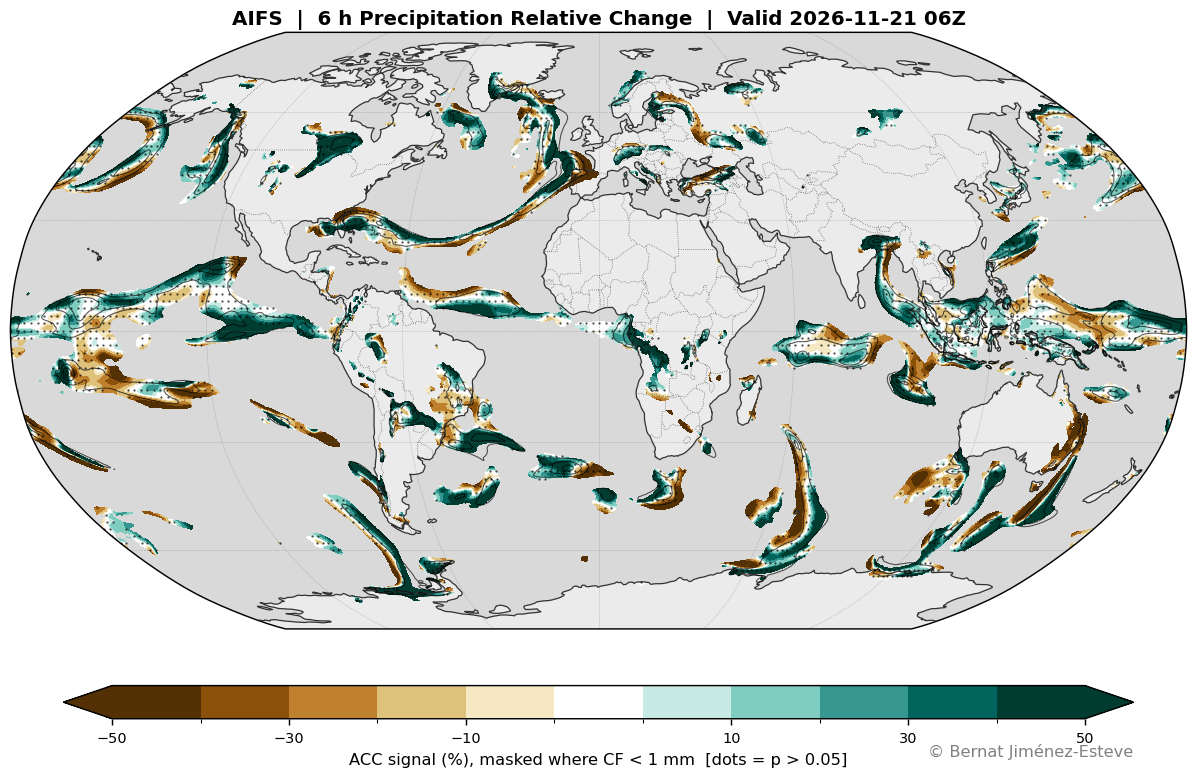 AIFS  |  6 h Precipitation Relative Change  |  Valid 2026-11-21 06Z
−50 −30 −10 10 30 50
© Bernat Jiménez-Esteve
ACC signal (%), masked where CF < 1 mm  [dots = p > 0.05]